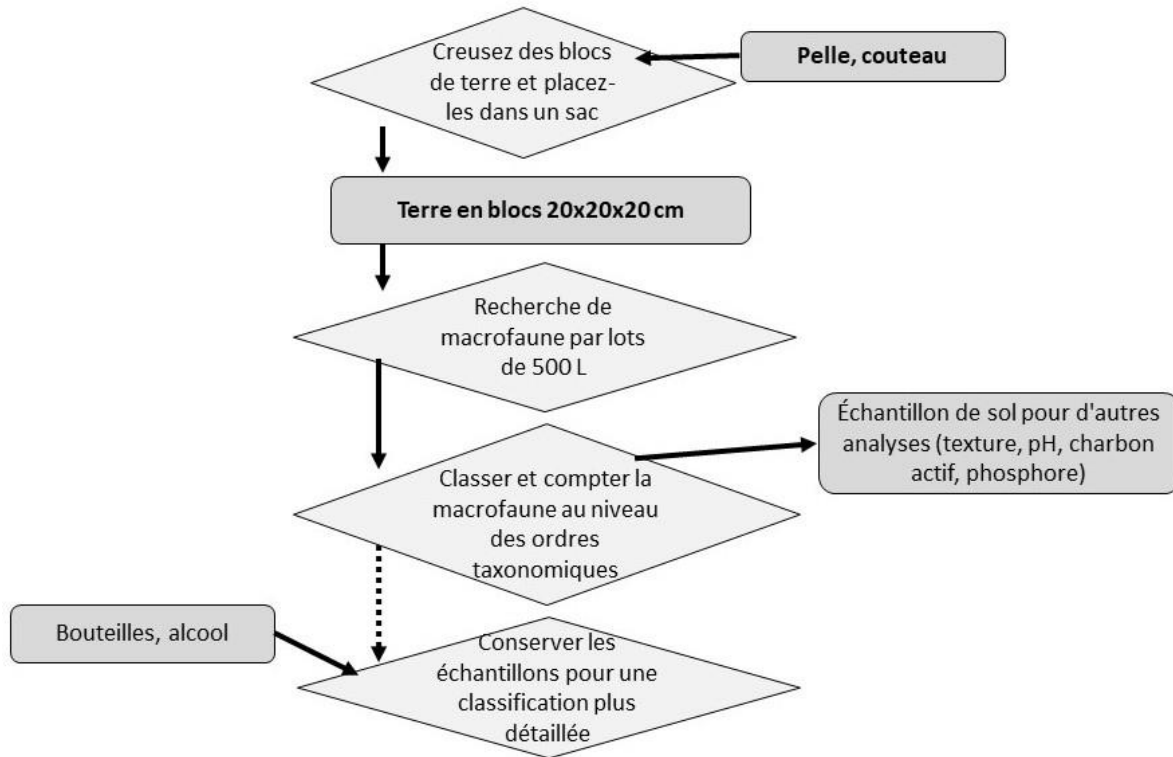 Creusez des blocs
de terre et placez-
les dans un sac
Pelle, couteau
Terre en blocs 20x20x20 cm
Recherche de
macrofaune par lots
de 500 L
Échantillon de sol pour d'autres
analyses (texture, pH, charbon
actif, phosphore)
Classer et compter la
macrofaune au niveau
des ordres
taxonomiques
Bouteilles, alcool
Conserver les
échantillons pour une
classification plus
détaillée